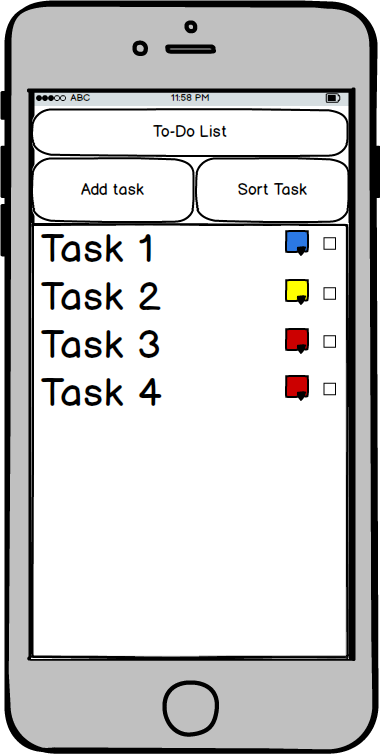 ABC 11:58 PM
To-Do List
Add task Sort Task
Task 1
Task 2
Task 3
Task 4